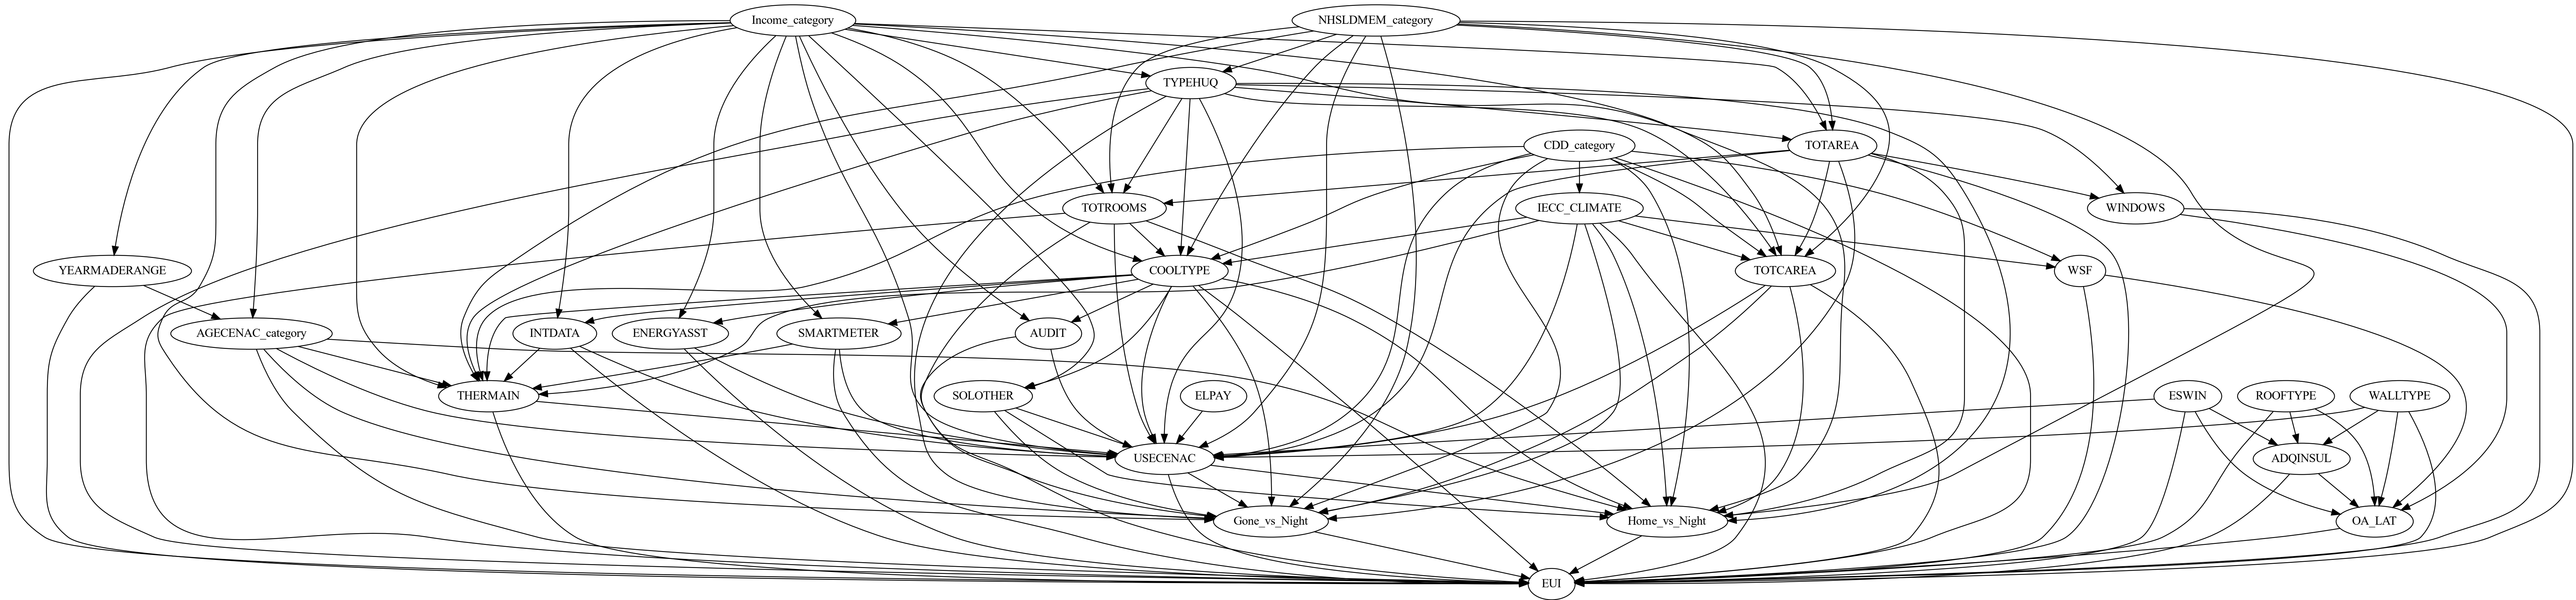 Income_category
NHSLDMEM_category
TYPEHUQ
CDD_category
TOTAREA
TOTROOMS
IECC_CLIMATE
WINDOWS
YEARMADERANGE
COOLTYPE
TOTCAREA
WSF
AGECENAC_category
INTDATA
ENERGYASST
SMARTMETER
AUDIT
THERMAIN
SOLOTHER
ELPAY
ESWIN
ROOFTYPE
WALLTYPE
USECENAC
ADQINSUL
Gone_vs_Night
Home_vs_Night
OA_LAT
EUI